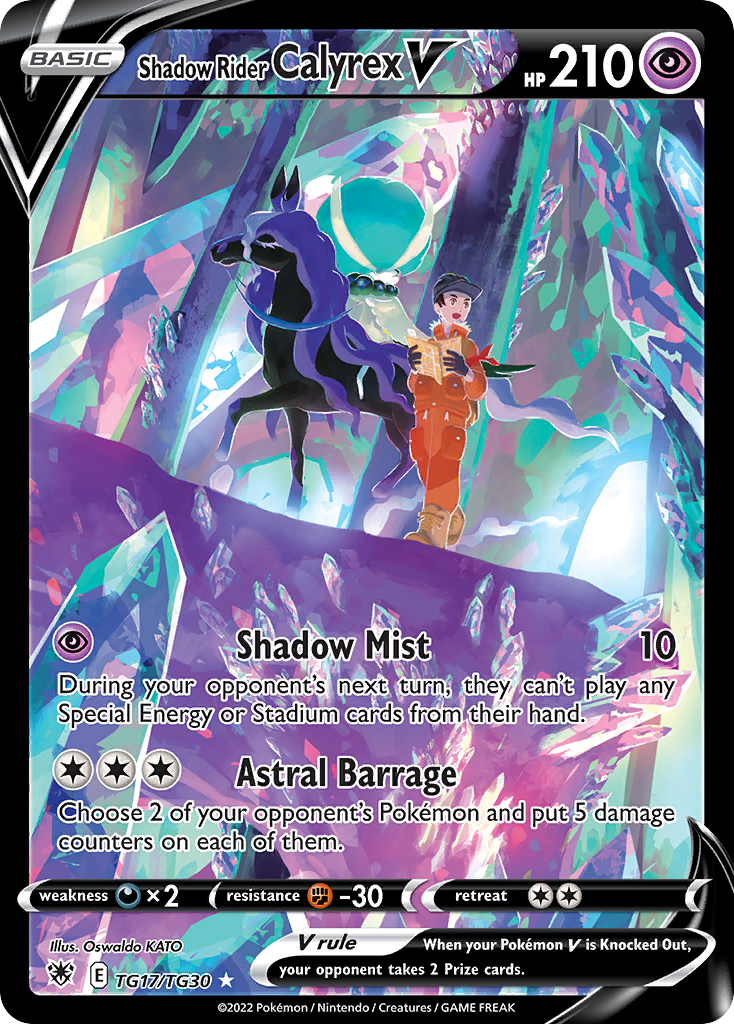 BASIC
Shadow Rider Calyrex V HP 210
Shadow Mist 10
During your opponent's next turn, they can't play any
Special Energy or Stadium cards from their hand.
Astral Barrage
Choose 2 of your opponent's Pokémon and put 5 damage
counters on each of them.
weakness ×2 resistance -30 retreat
Illus. Oswaldo KATO
V rule When your Pokémon V is Knocked Out,
your opponent takes 2 Prize cards.
E TG17/TG30 ★
©2022 Pokémon / Nintendo / Creatures / GAME FREAK